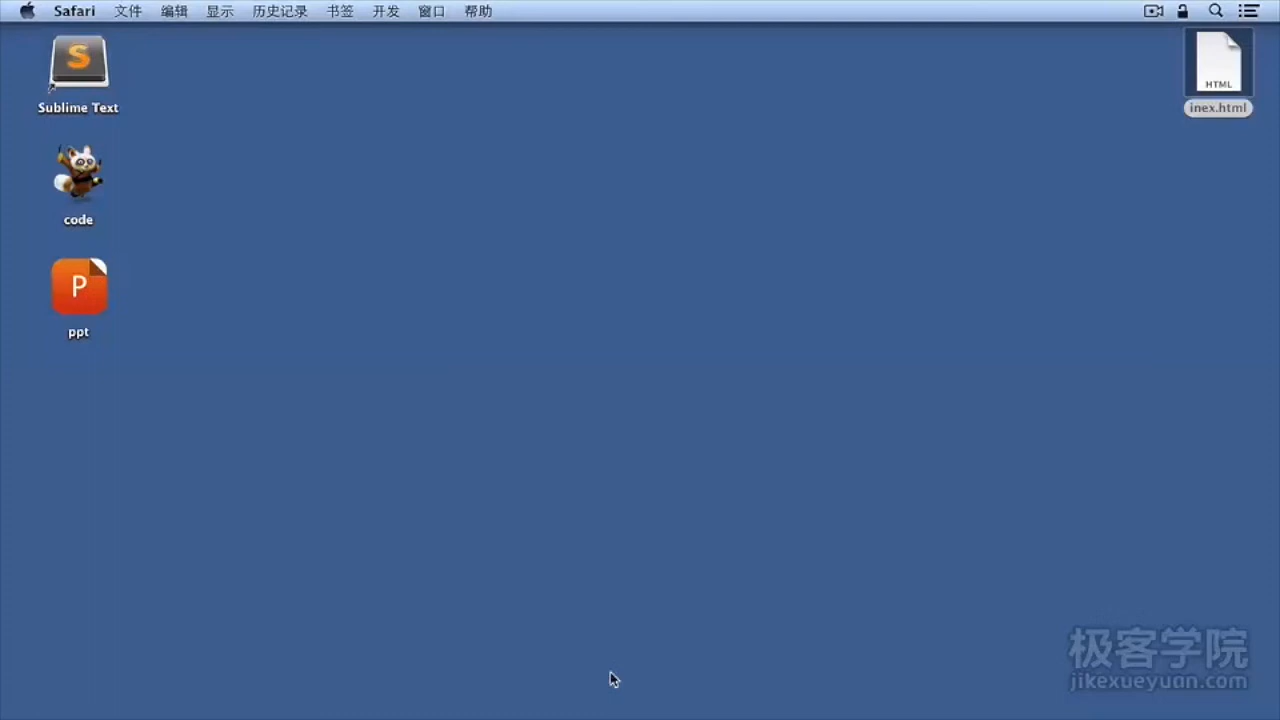 Safari 文件 编辑 显示 历史记录 书签 开发 窗口 帮助
S
Sublime Text
HTML
inex.html
code
P
ppt
极客学院
jikexueyuan.com